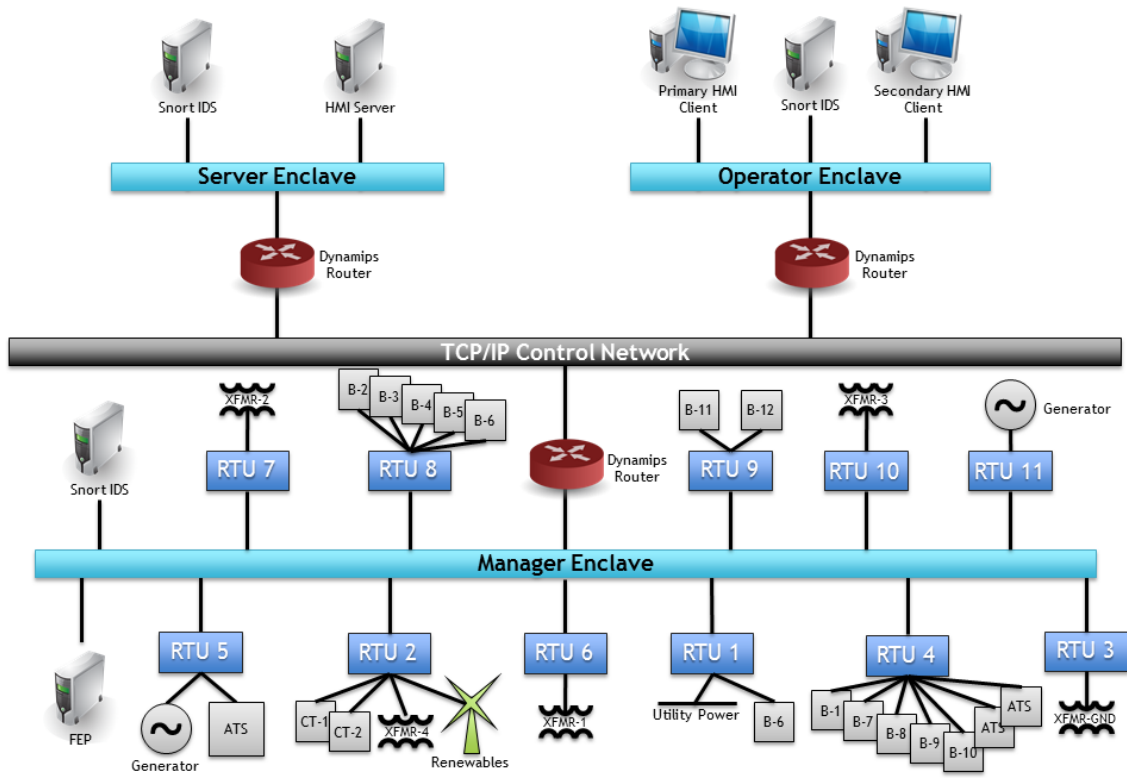 Snort IDS
HMI Server
Primary HMI
Client
Snort IDS
Secondary HMI
Client
Server Enclave
Operator Enclave
Dynamips
Router
Dynamips
Router
TCP/IP Control Network
XFMR-2
B-2
B-3
B-4
B-5
B-6
B-11
B-12
XFMR-3
Generator
Snort IDS
RTU 7
RTU 8
Dynamips
Router
RTU 9
RTU 10
RTU 11
Manager Enclave
RTU 5
RTU 2
RTU 6
RTU 1
RTU 4
RTU 3
FEP
Generator
ATS
CT-1
CT-2
XFMR-4
Renewables
XFMR-1
Utility Power
B-6
B-1
B-7
B-8
B-9
B-10
ATS
ATS
XFMR-GND